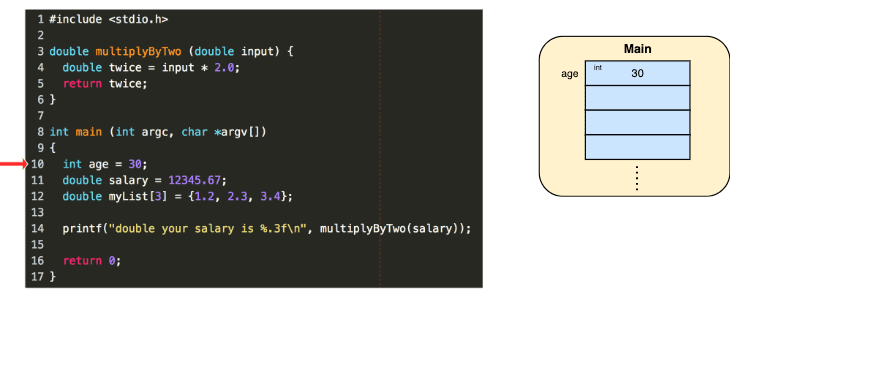 1 #include <stdio.h>
2
3 double multiplyByTwo (double input) {
4   double twice = input * 2.0;
5   return twice;
6 }
7
8 int main (int argc, char *argv[])
9 {
10   int age = 30;
11   double salary = 12345.67;
12   double myList[3] = {1.2, 2.3, 3.4};
13
14   printf("double your salary is %.3f\n", multiplyByTwo(salary));
15
16   return 0;
17 }
Main
age int 30